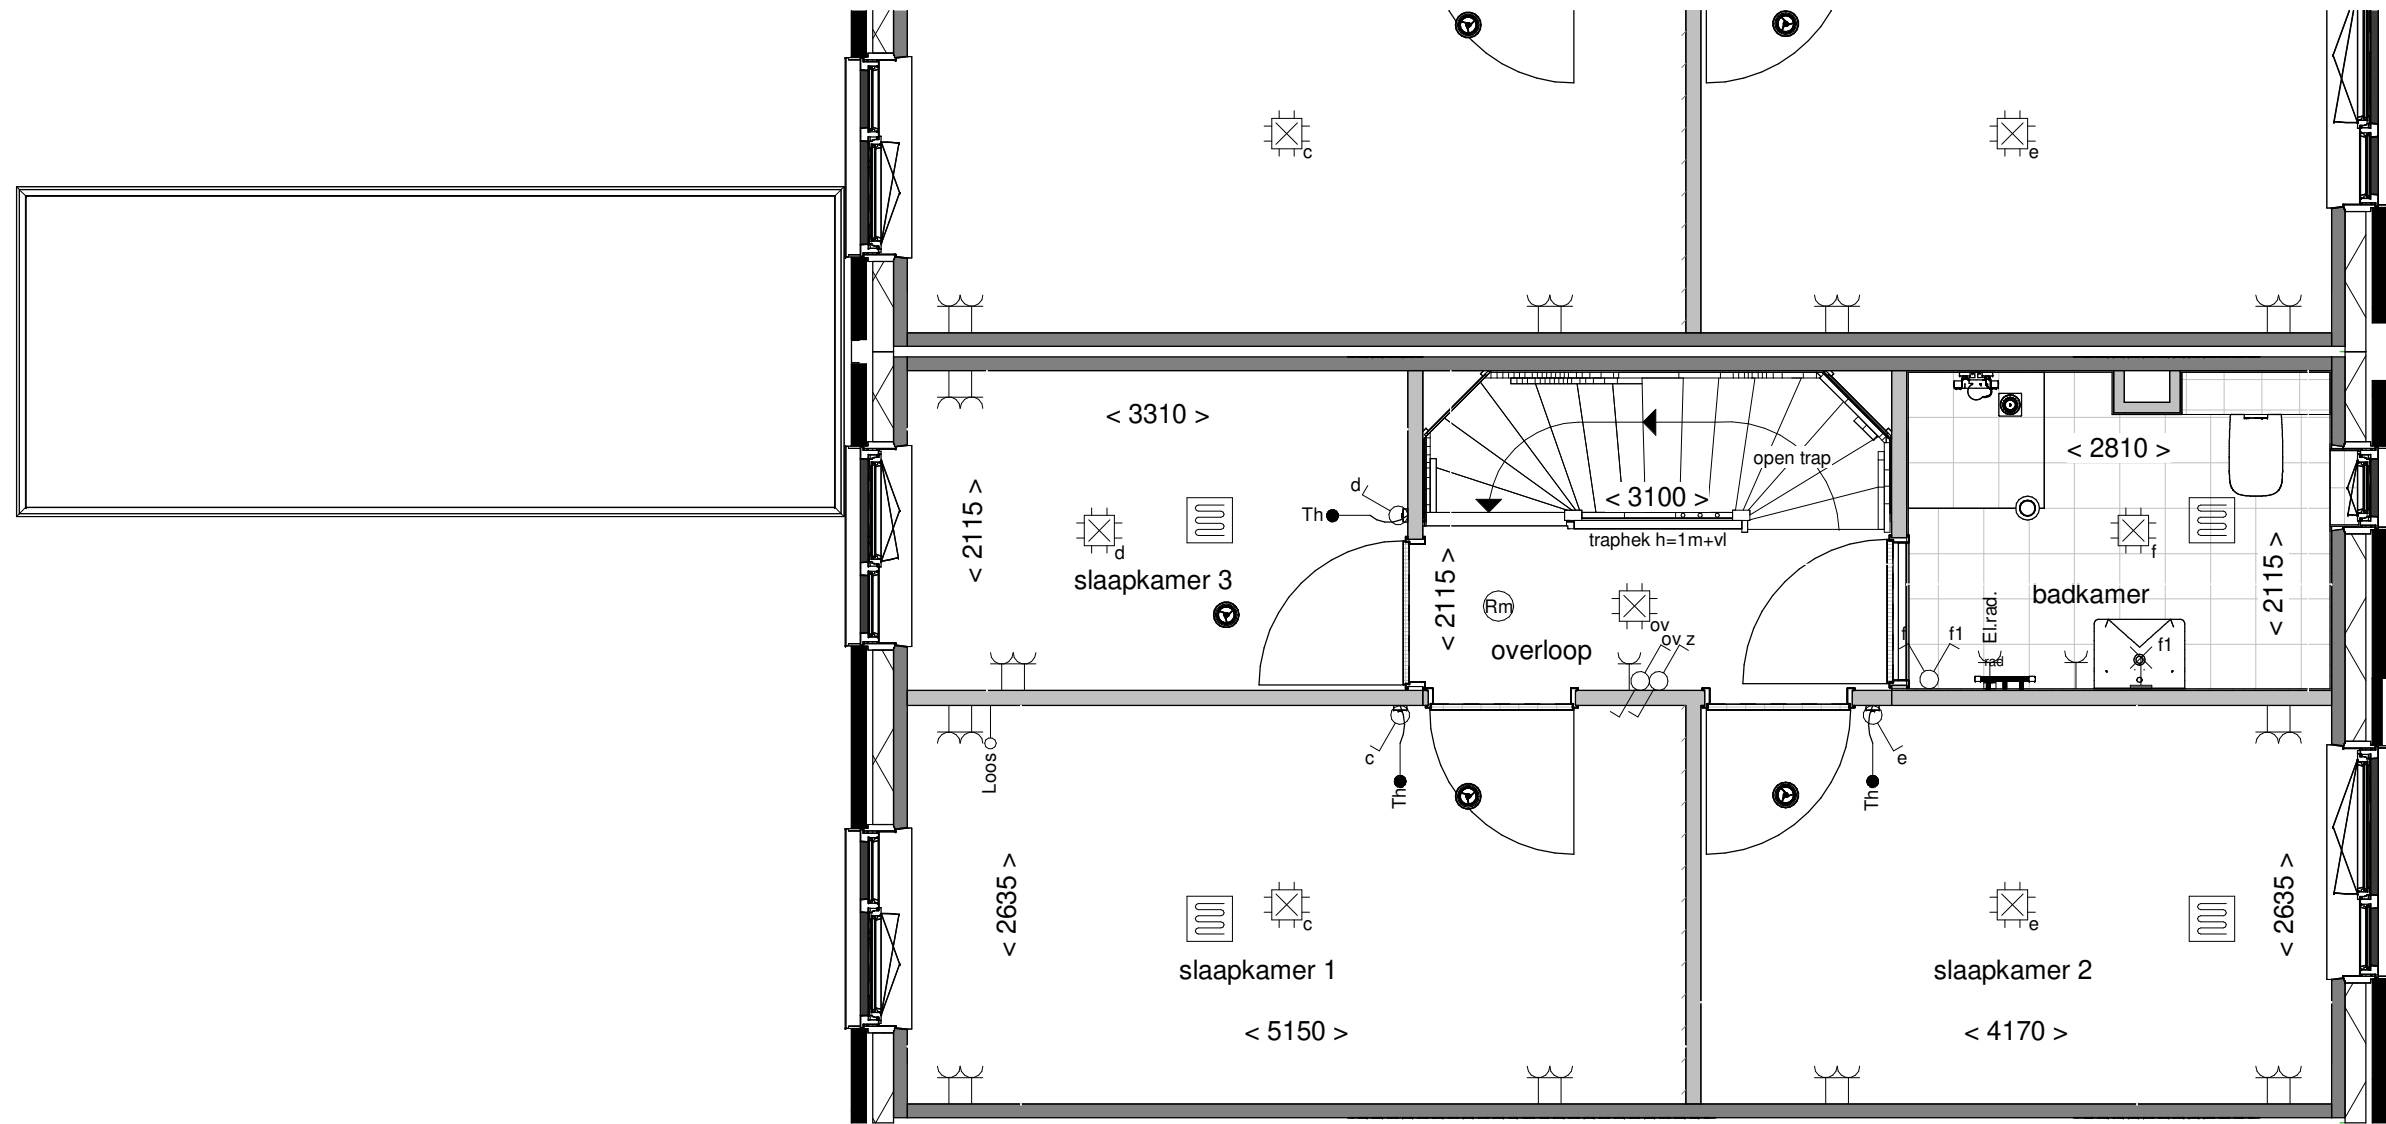 c
e
< 3310 >
< 2810 >
open trap
d
< 3100 >
Th
< 2115 >
traphek h=1m+vl
d
f
slaapkamer 3
< 2115 >
Rm
badkamer
< 2115 >
El.rad.
ov
ov z
f
f1
f1
overloop
rad
Loos
c
e
Th
Th
< 2635 >
< 2635 >
c
e
slaapkamer 1
slaapkamer 2
< 5150 >
< 4170 >